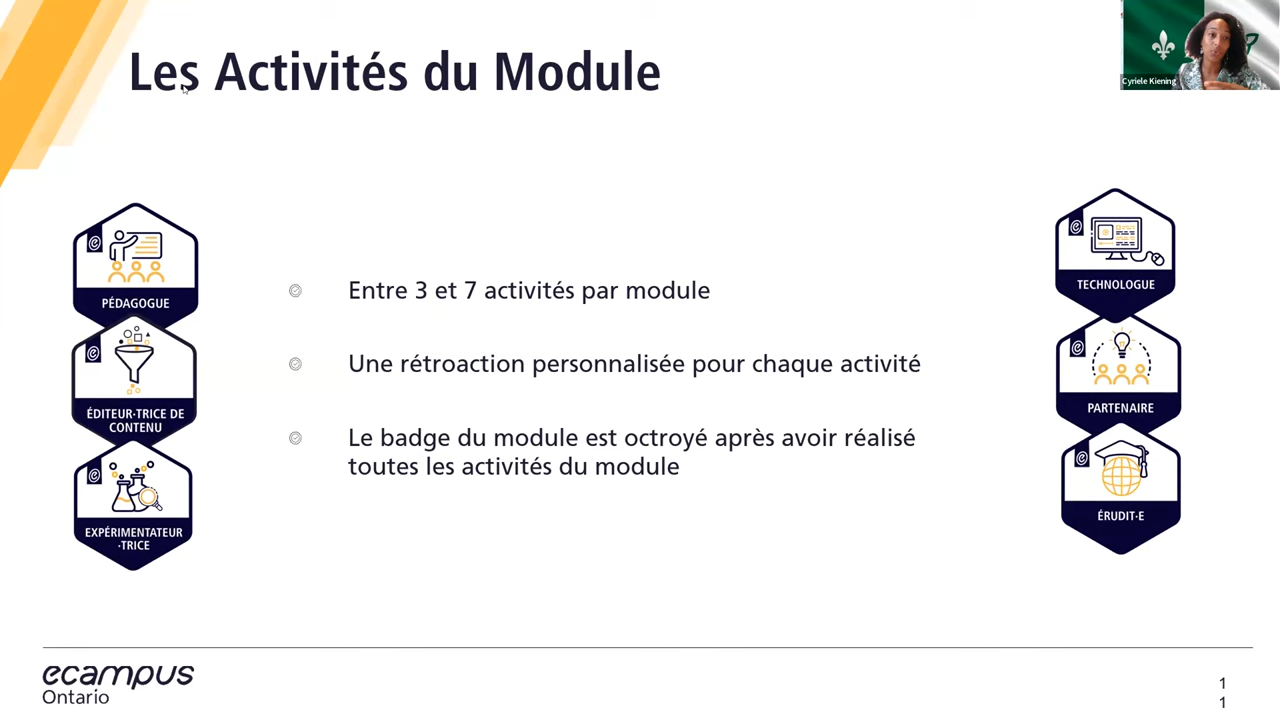 Les Activités du Module
Cyriele Kiening
PÉDAGOGUE
ÉDITEUR·TRICE DE
CONTENU
EXPÉRIMENTATEUR
·TRICE
Entre 3 et 7 activités par module
Une rétroaction personnalisée pour chaque activité
Le badge du module est octroyé après avoir réalisé
toutes les activités du module
TECHNOLOGUE
PARTENAIRE
ÉRUDIT·E
ecampus
Ontario
1
1